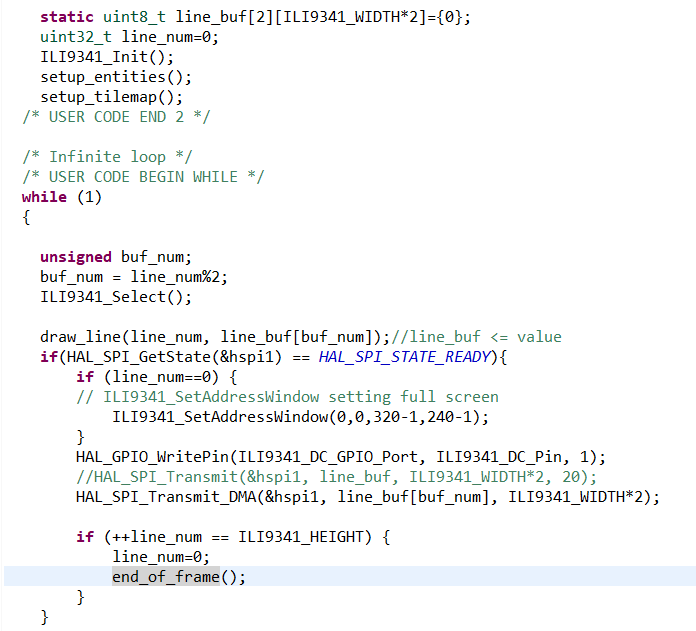 static uint8_t line_buf[2][ILI9341_WIDTH*2]={0};
uint32_t line_num=0;
ILI9341_Init();
setup_entities();
setup_tilemap();
/* USER CODE END 2 */
/* Infinite loop */
/* USER CODE BEGIN WHILE */
while (1)
{
unsigned buf_num;
buf_num = line_num%2;
ILI9341_Select();
draw_line(line_num, line_buf[buf_num]);//line_buf <= value
if(HAL_SPI_GetState(&hspi1) == HAL_SPI_STATE_READY){
if (line_num==0) {
// ILI9341_SetAddressWindow setting full screen
ILI9341_SetAddressWindow(0,0,320-1,240-1);
}
HAL_GPIO_WritePin(ILI9341_DC_GPIO_Port, ILI9341_DC_Pin, 1);
//HAL_SPI_Transmit(&hspi1, line_buf, ILI9341_WIDTH*2, 20);
HAL_SPI_Transmit_DMA(&hspi1, line_buf[buf_num], ILI9341_WIDTH*2);
if (++line_num == ILI9341_HEIGHT) {
line_num=0;
end_of_frame();
}
}